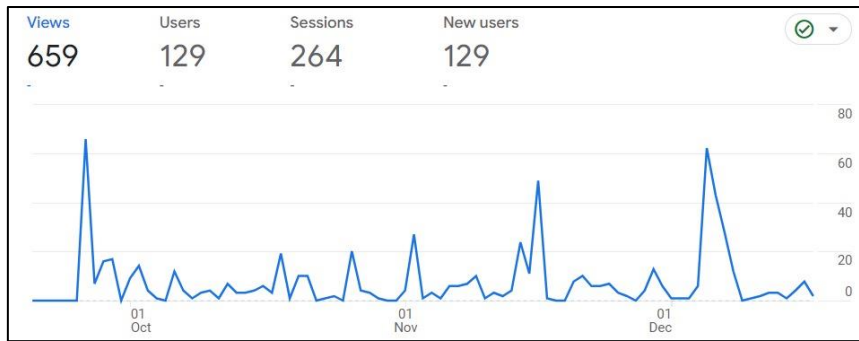 Views Users Sessions New users
659 129 264 129
- - - -
80
60
40
20
0
01 01 01
Oct Nov Dec